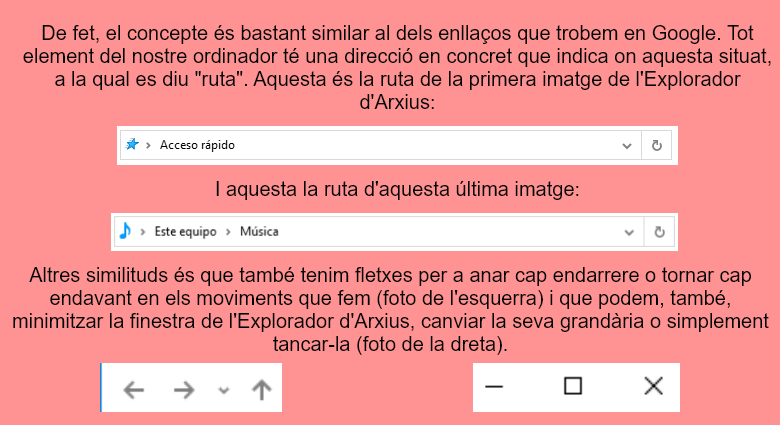 De fet, el concepte és bastant similar al dels enllaços que trobem en Google. Tot
element del nostre ordinador té una direcció en concret que indica on aquesta situat,
a la qual es diu "ruta". Aquesta és la ruta de la primera imatge de l'Explorador
d'Arxius:
Acceso rápido
I aquesta la ruta d'aquesta última imatge:
Este equipo > Música
Altres similituds és que també tenim fletxes per a anar cap endarrere o tornar cap
endavant en els moviments que fem (foto de l'esquerra) i que podem, també,
minimitzar la finestra de l'Explorador d'Arxius, canviar la seva grandària o simplement
tancar-la (foto de la dreta).